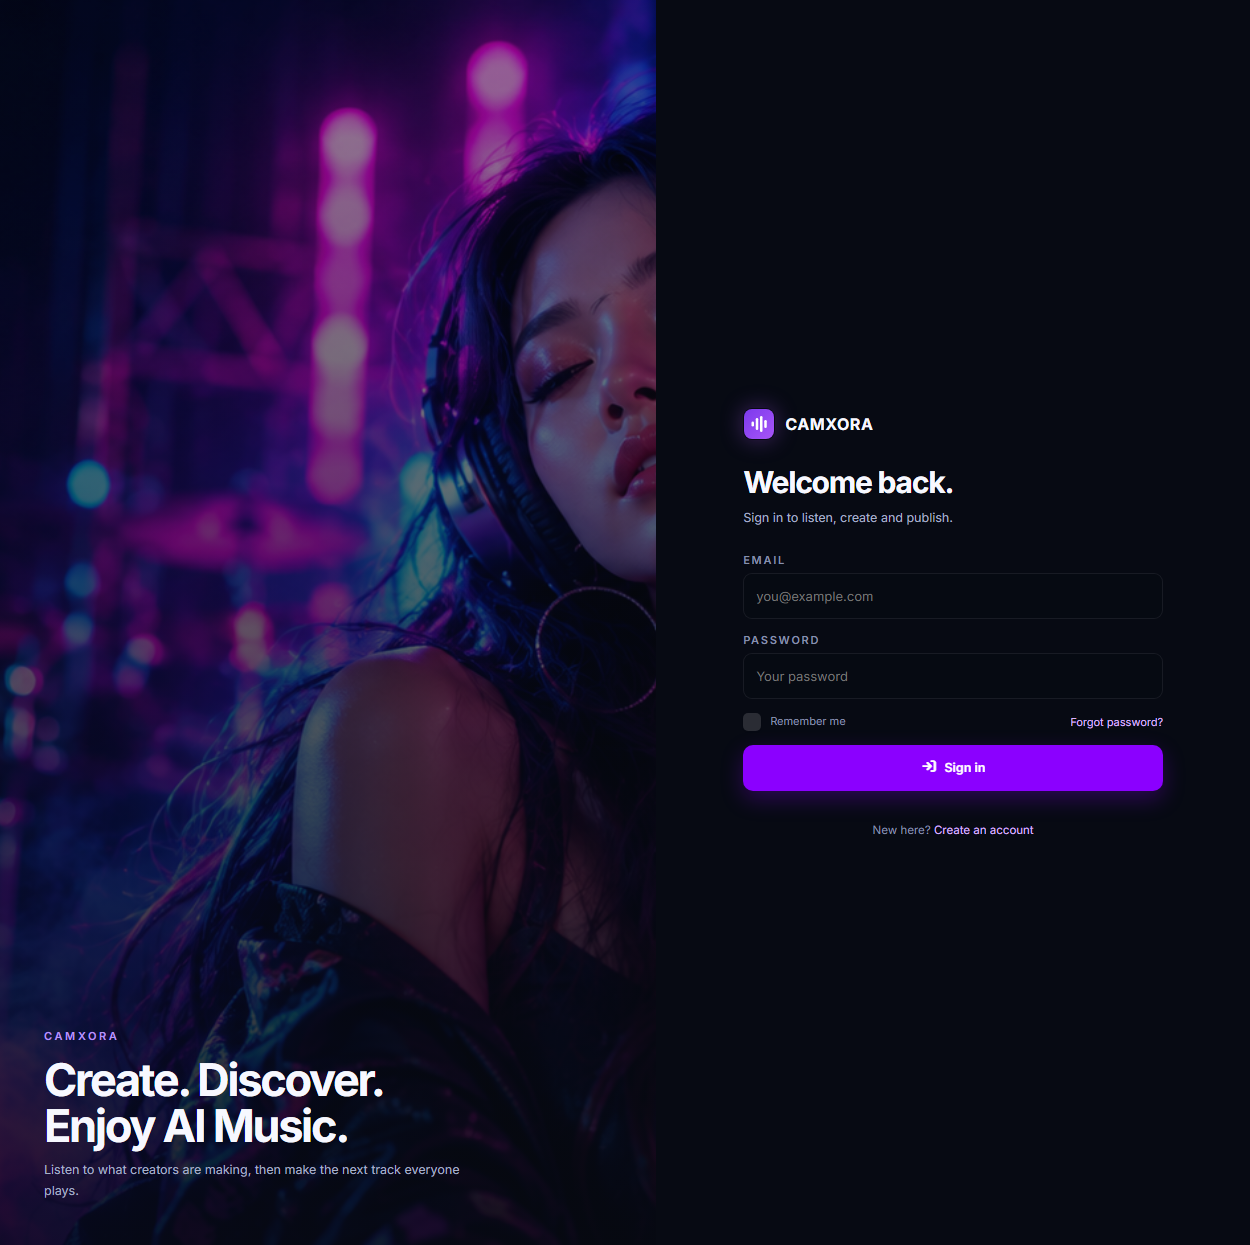 CAMXORA
Create. Discover.
Enjoy AI Music.
Listen to what creators are making, then make the next track everyone
plays.
CAMXORA
Welcome back.
Sign in to listen, create and publish.
EMAIL
you@example.com
PASSWORD
Your password
Remember me
Forgot password?
Sign in
New here? Create an account